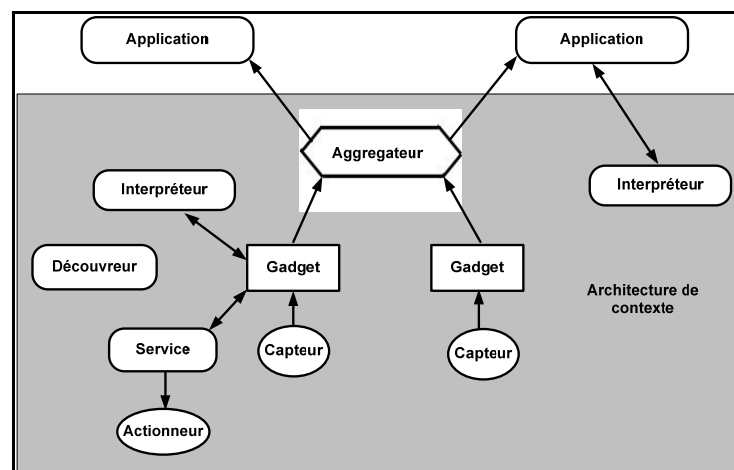 Application
Application
Aggregateur
Interpréteur
Interpréteur
Découvreur
Gadget
Gadget
Architecture de
contexte
Service
Capteur
Capteur
Actionneur